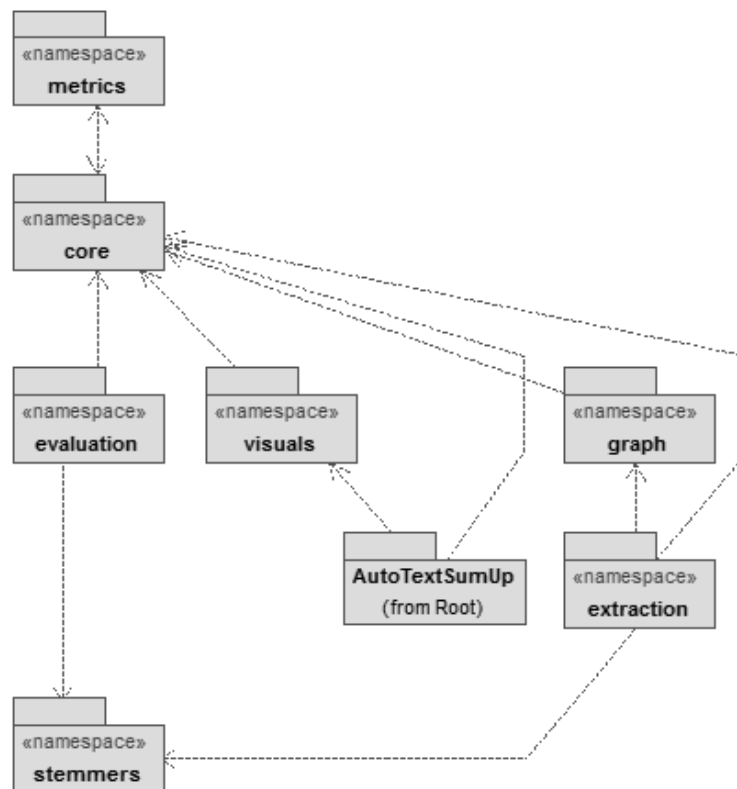 «namespace»
metrics
«namespace»
core
«namespace»
evaluation
«namespace»
visuals
«namespace»
graph
AutoTextSumUp
(from Root)
«namespace»
extraction
«namespace»
stemmers